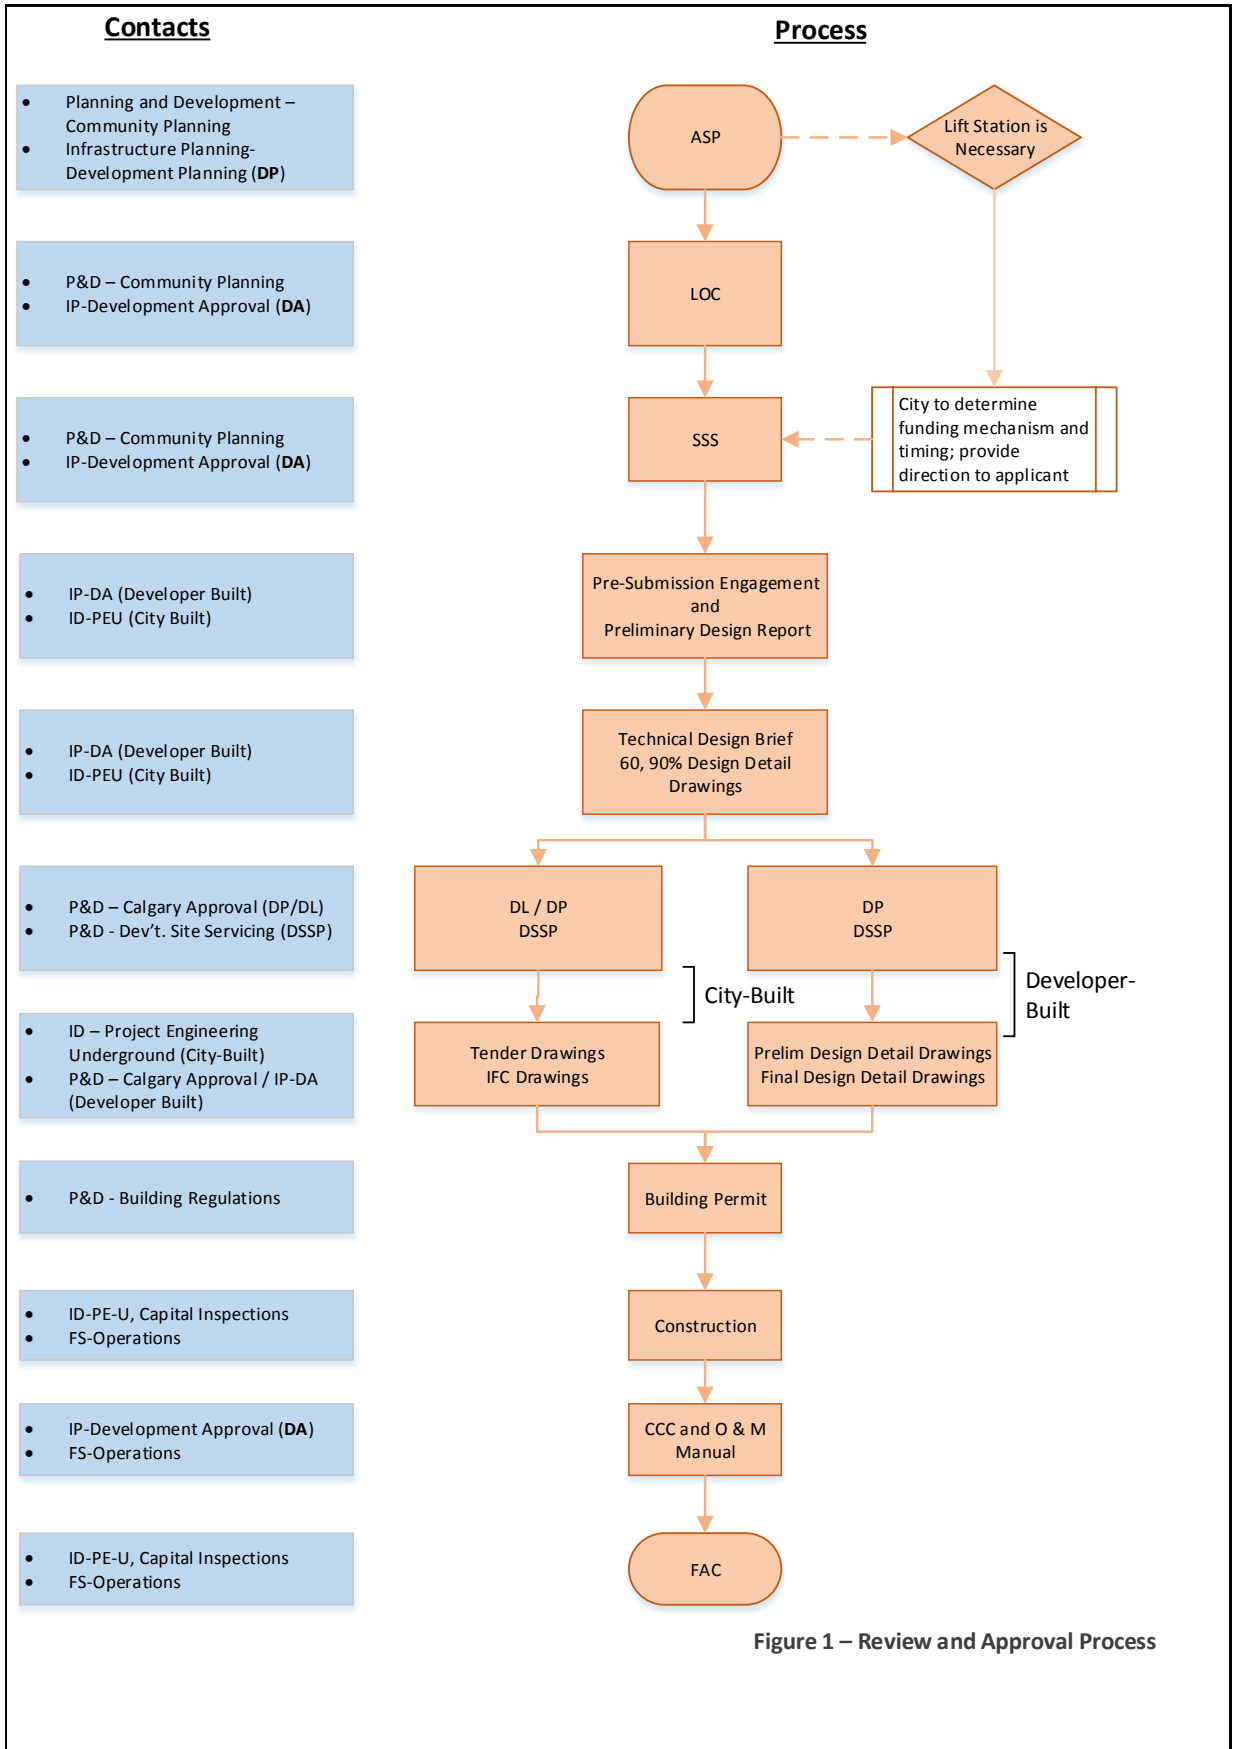 Contacts
Process
• Planning and Development –
Community Planning
• Infrastructure Planning-
Development Planning (DP)
ASP
Lift Station is
Necessary
• P&D – Community Planning
• IP-Development Approval (DA)
LOC
• P&D – Community Planning
• IP-Development Approval (DA)
SSS
City to determine
funding mechanism and
timing; provide
direction to applicant
• IP-DA (Developer Built)
• ID-PEU (City Built)
Pre-Submission Engagement
and
Preliminary Design Report
• IP-DA (Developer Built)
• ID-PEU (City Built)
Technical Design Brief
60, 90% Design Detail
Drawings
• P&D – Calgary Approval (DP/DL)
• P&D - Dev’t. Site Servicing (DSSP)
DL / DP
DSSP
DP
DSSP
City-Built
Developer-
Built
• ID – Project Engineering
Underground (City-Built)
• P&D – Calgary Approval / IP-DA
(Developer Built)
Tender Drawings
IFC Drawings
Prelim Design Detail Drawings
Final Design Detail Drawings
• P&D - Building Regulations
Building Permit
• ID-PE-U, Capital Inspections
• FS-Operations
Construction
• IP-Development Approval (DA)
• FS-Operations
CCC and O & M
Manual
• ID-PE-U, Capital Inspections
• FS-Operations
FAC
Figure 1 – Review and Approval Process